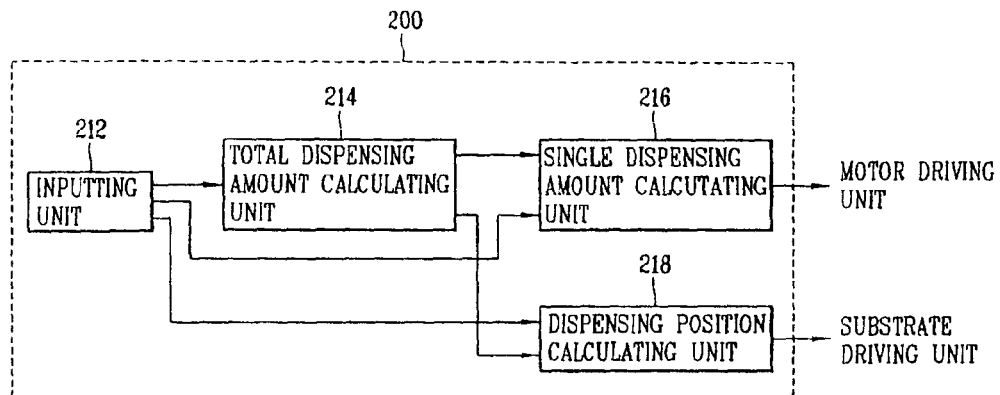 200
212
INPUTTING
UNIT
214
TOTAL DISPENSING
AMOUNT CALCULATING
UNIT
216
SINGLE DISPENSING
AMOUNT CALCUTATING
UNIT
MOTOR DRIVING
UNIT
218
DISPENSING POSITION
CALCULATING UNIT
SUBSTRATE
DRIVING UNIT